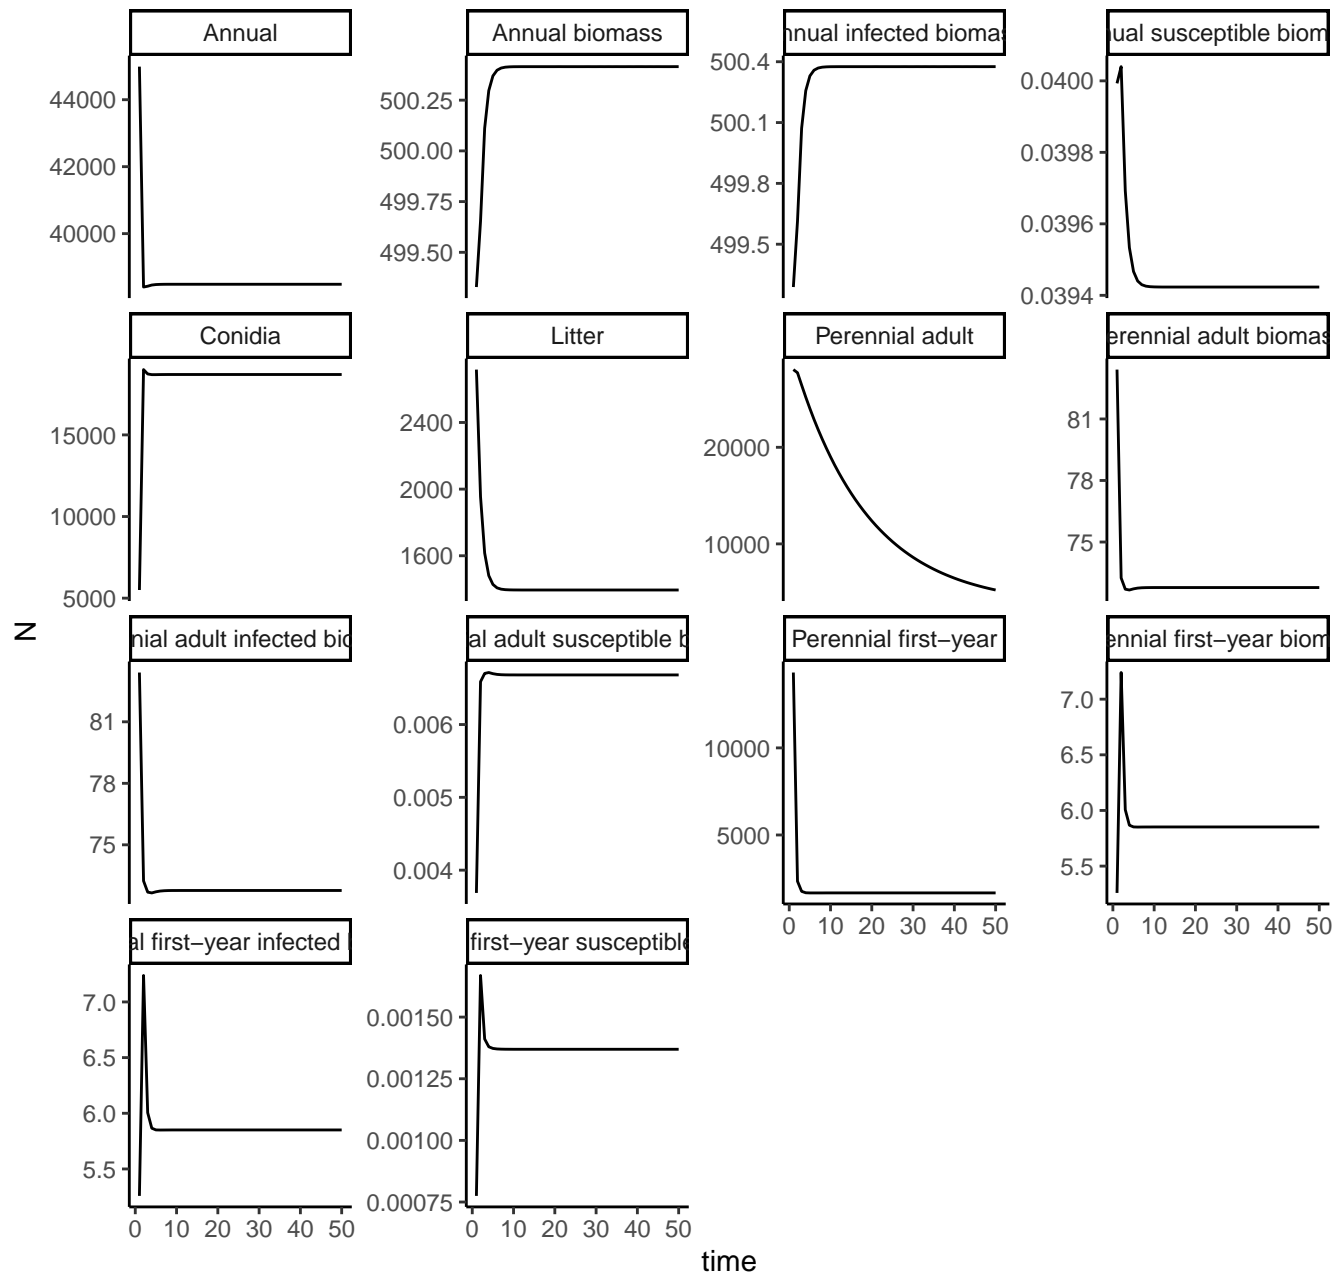 Annual
Annual biomass
nnual infected biomas
ual susceptible biom
44000
42000
40000
500.25
500.00
499.75
499.50
500.4
500.1
499.8
499.5
0.0400
0.0398
0.0396
0.0394
Conidia
Litter
Perennial adult
erennial adult biomas
15000
10000
5000
2400
2000
1600
20000
10000
81
78
75
N
nial adult infected bio
al adult susceptible b
Perennial first−year
ennial first−year biom
81
78
75
0.006
0.005
0.004
10000
5000
7.0
6.5
6.0
5.5
0 10 20 30 40 50
0 10 20 30 40 50
al first−year infected
first−year susceptible
7.0
6.5
6.0
5.5
0.00150
0.00125
0.00100
0.00075
0 10 20 30 40 50
0 10 20 30 40 50
time